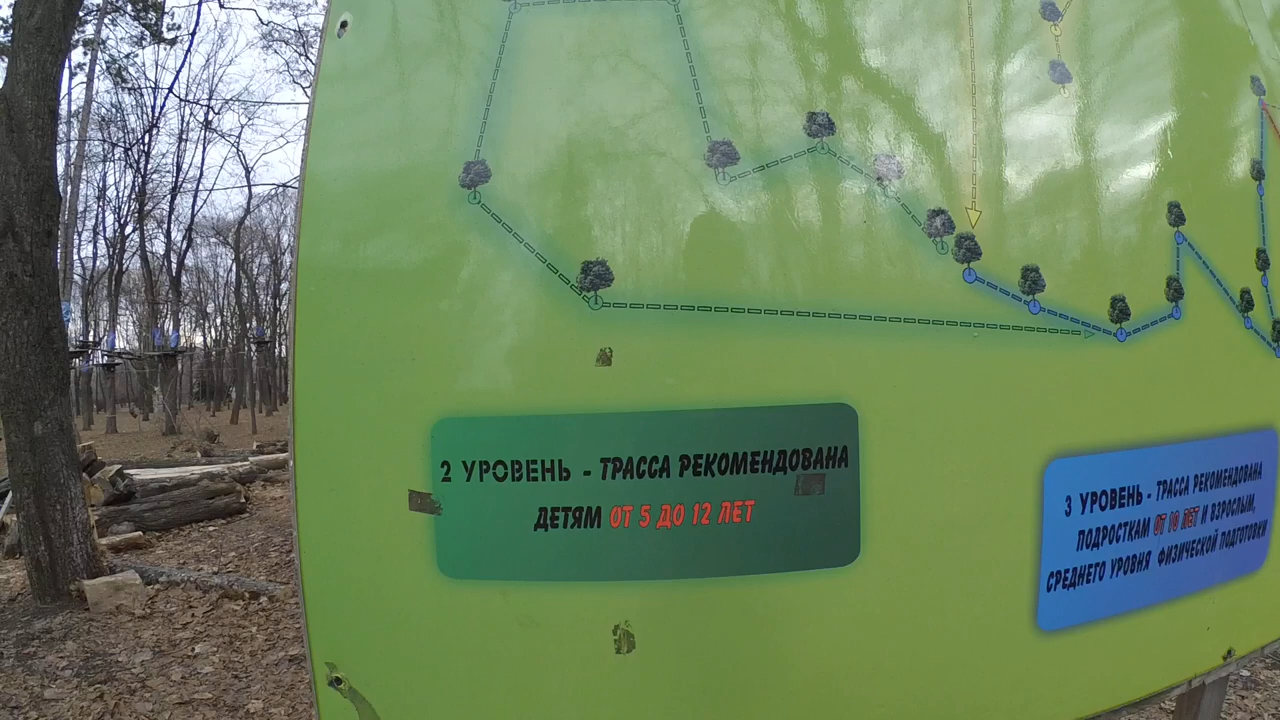 2 УРОВЕНЬ - ТРАССА РЕКОМЕНДОВАНА
ДЕТЯМ ОТ 5 ДО 12 ЛЕТ
3 УРОВЕНЬ - ТРАССА РЕКОМЕНДОВАНА
ПОДРОСТКАМ ОТ 10 ЛЕТ И ВЗРОСЛЫМ,
СРЕДНЕГО УРОВНЯ ФИЗИЧЕСКОЙ ПОДГОТОВКИ